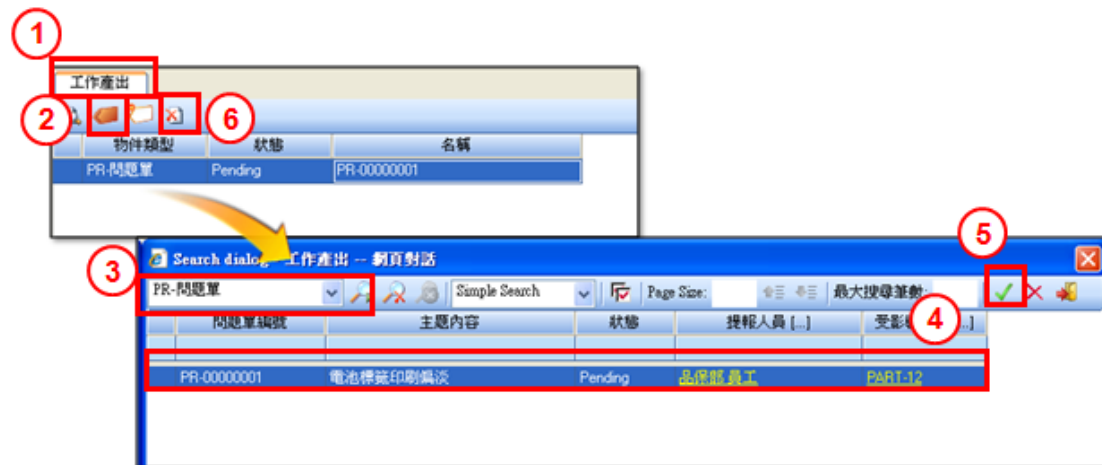 1
工作產出
2
6
物件類型 狀態 名稱
PR-問題單 Pending PR-00000001
5
3
Search dialog 工作產出 -- 網頁對話
PR-問題單 Simple Search Page Size: 最大搜尋筆數:
4
問題單編號 主題內容 狀態 提報人員 [...] 受影 ...]
PR-00000001 電池標籤印刷偏淡 Pending 品保部 員工 PART-12